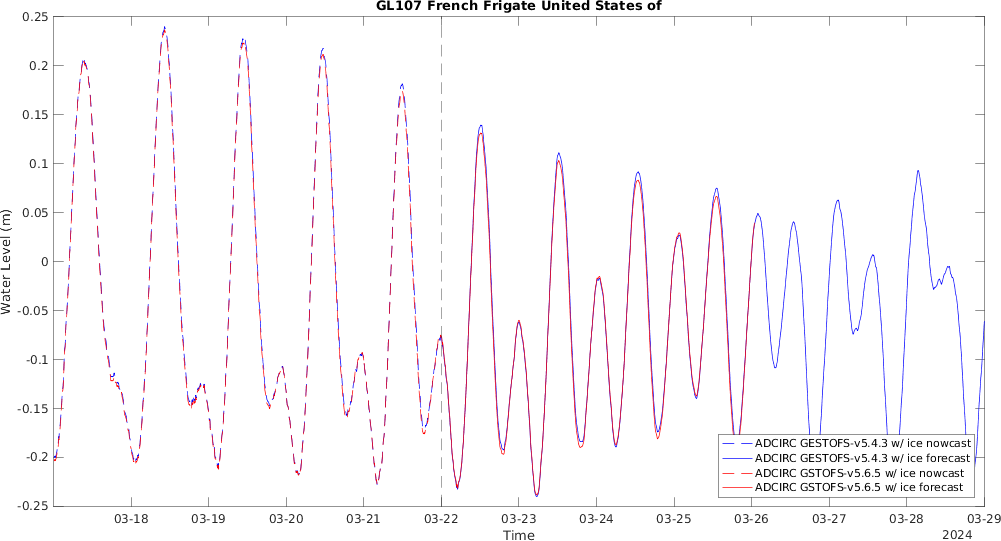 GL107 French Frigate United States of
0.25
0.2
0.15
0.1
0.05
0
-0.05
-0.1
-0.15
-0.2
-0.25
Water Level (m)
ADCIRC GESTOFS-v5.4.3 w/ ice nowcast
ADCIRC GESTOFS-v5.4.3 w/ ice forecast
ADCIRC GSTOFS-v5.6.5 w/ ice nowcast
ADCIRC GSTOFS-v5.6.5 w/ ice forecast
03-18 03-19 03-20 03-21 03-22 03-23 03-24 03-25 03-26 03-27 03-28 03-29
Time
2024